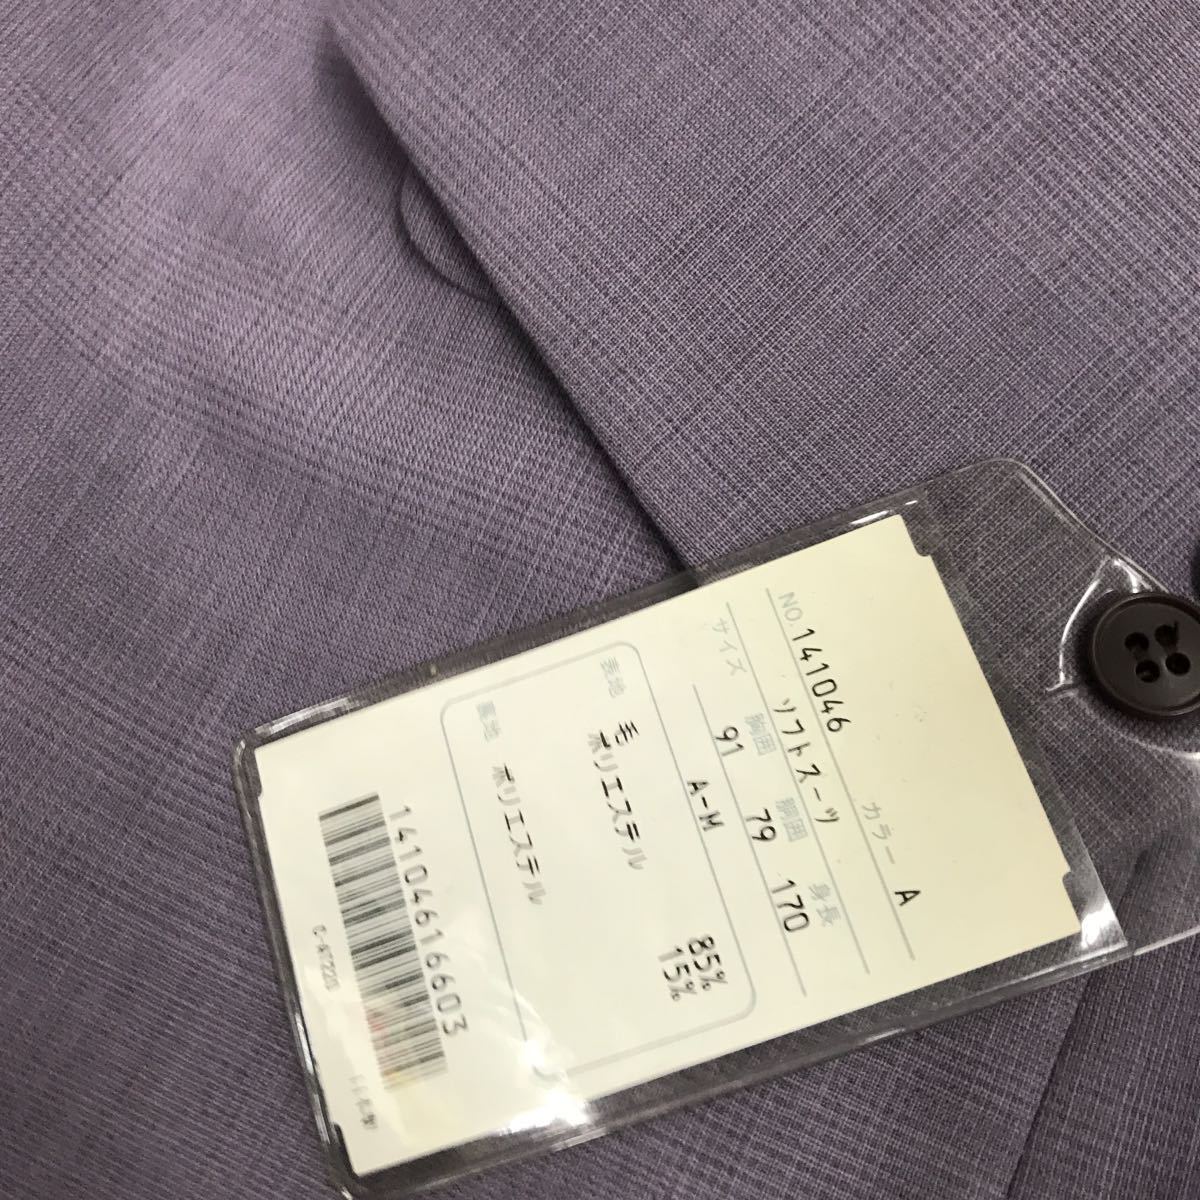 NO. 141046 カラー A
ソフトスーツ
サイズ 胸囲 胴囲 身長
91 79 170
A-M
表地 毛 85%
ポリエステル 15%
裏地 ポリエステル
14104616603